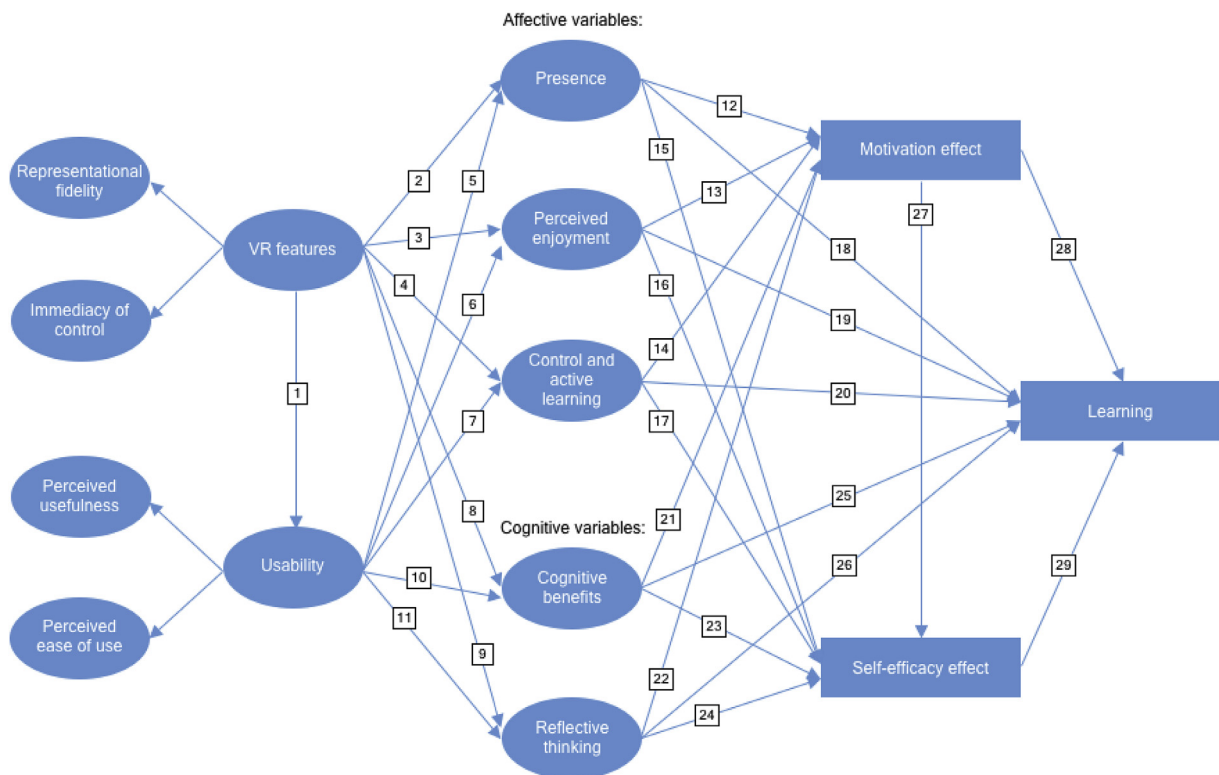 Affective variables:
Presence
12
Motivation effect
Representational
fidelity
2
5
15
13
VR features
3
Perceived
enjoyment
27
18
28
4
6
16
Immediacy of
control
19
1
7
Control and
active
learning
14
20
17
Learning
Perceived
usefulness
8
Cognitive variables:
21
25
Usability
10
Cognitive
benefits
26
29
11
23
Perceived
ease of use
9
22
Self-efficacy effect
24
Reflective
thinking